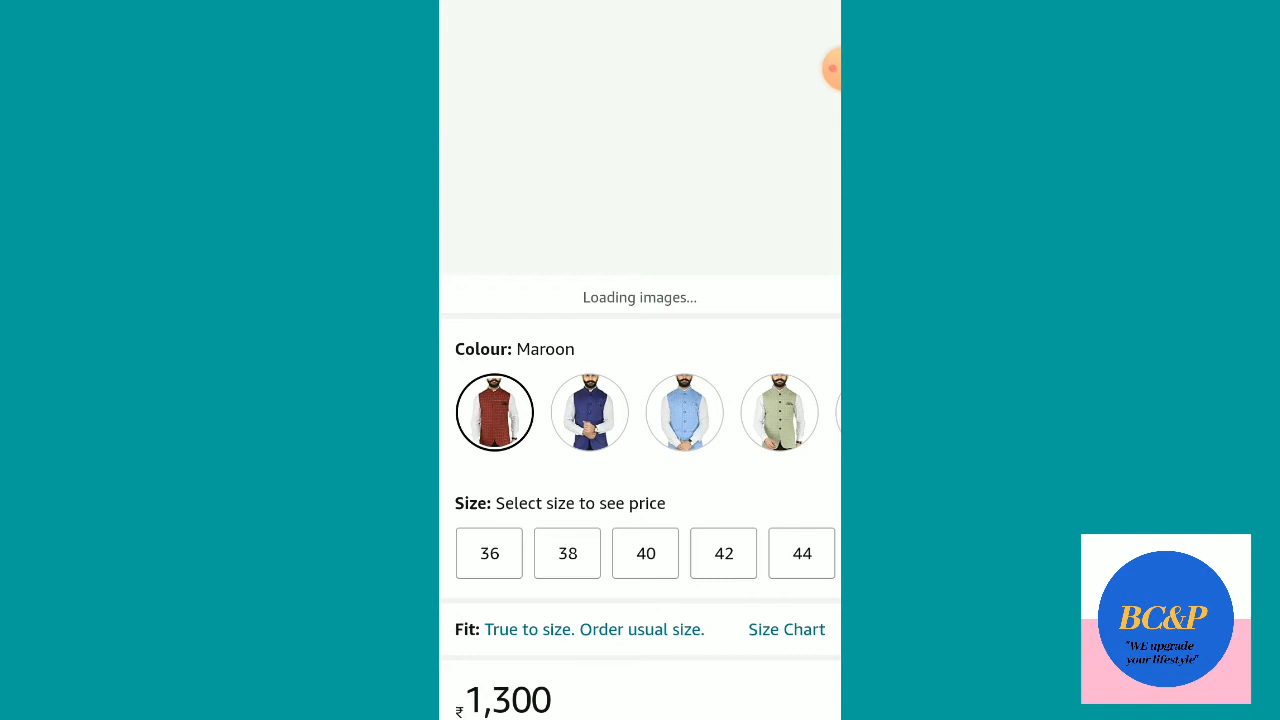 Loading images...
Colour: Maroon
Size: Select size to see price
36 38 40 42 44
Fit: True to size. Order usual size. Size Chart
₹1,300
BC&P
"WE upgrade
your lifestyle"